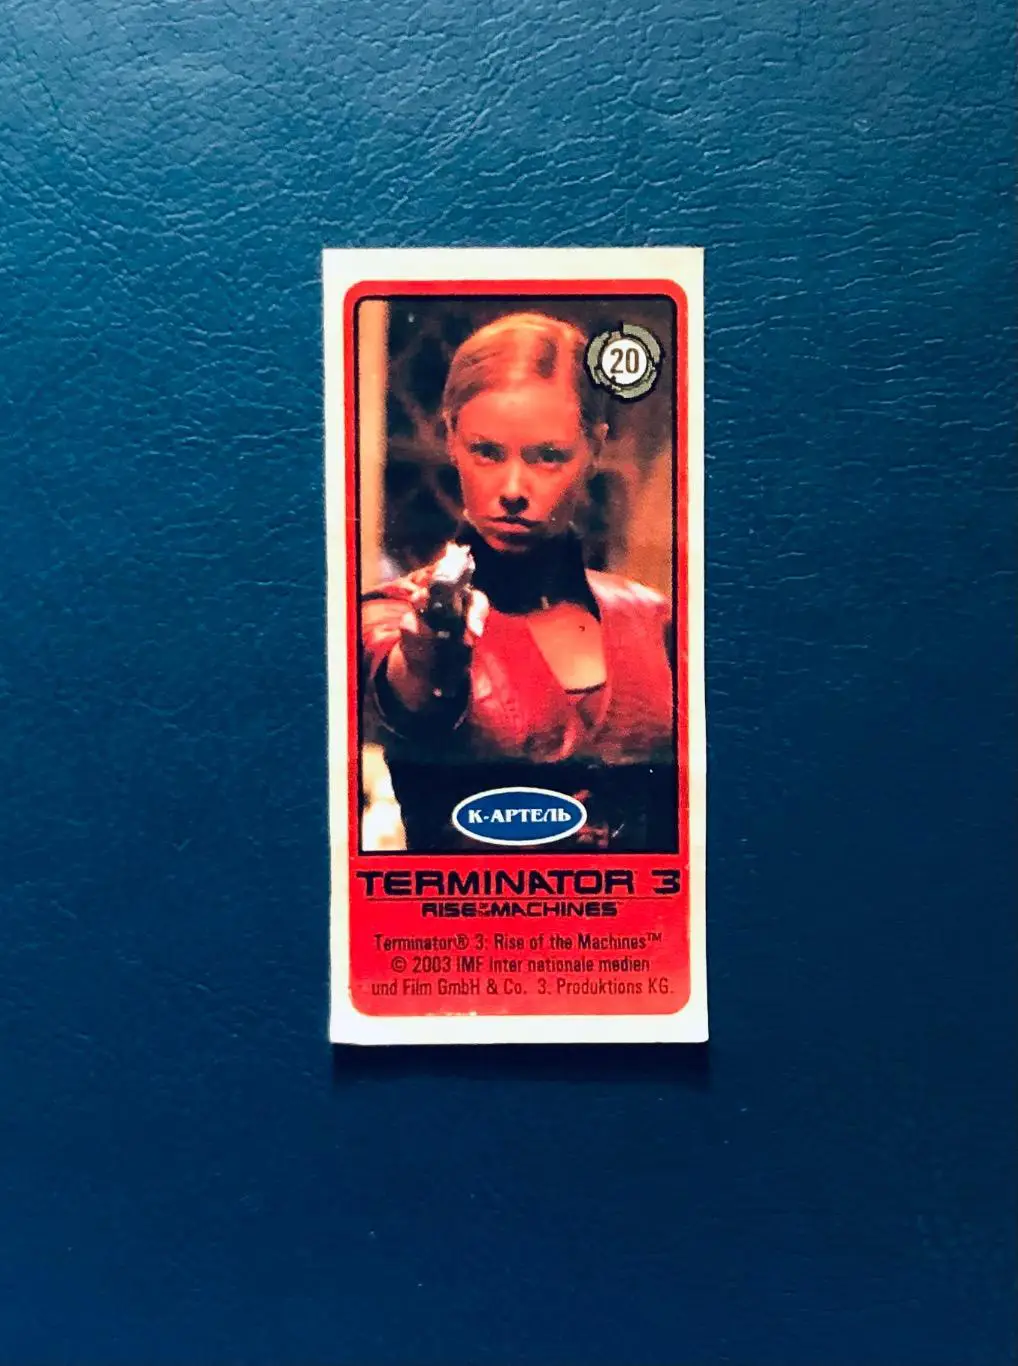 20
К-АРТЕЛЬ
TERMINATOR 3
RISE OF THE MACHINES™
Terminator® 3: Rise of the Machines™
© 2003 IMF Inter nationale medien
und Film GmbH & Co. 3. Produktions KG.